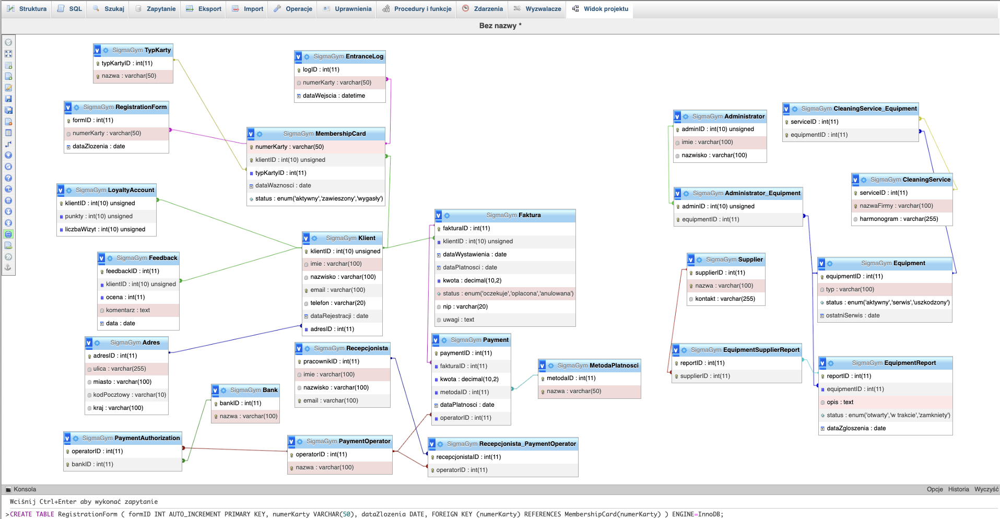 Struktura SQL Szukaj Zapytanie Eksport Import Operacje Uprawnienia Procedury i funkcje Zdarzenia Wyzwalacze Widok projektu
Bez nazwy *
SigmaGym TypKarty
typKartyID : int(11)
nazwa : varchar(50)
SigmaGym EntranceLog
logID : int(11)
numerKarty : varchar(50)
dataWejscia : datetime
SigmaGym RegistrationForm
formID : int(11)
numerKarty : varchar(50)
dataZlozenia : date
SigmaGym MembershipCard
numerKarty : varchar(50)
klientID : int(10) unsigned
typKartyID : int(11)
dataWaznosci : date
status : enum('aktywny','zawieszony','wygasły')
SigmaGym LoyaltyAccount
klientID : int(10) unsigned
punkty : int(10) unsigned
liczbaWizyt : int(10) unsigned
SigmaGym Klient
klientID : int(10) unsigned
imie : varchar(100)
nazwisko : varchar(100)
email : varchar(100)
telefon : varchar(20)
dataRejestracji : date
adresID : int(11)
SigmaGym Feedback
feedbackID : int(11)
klientID : int(10) unsigned
ocena : int(11)
komentarz : text
data : date
SigmaGym Adres
adresID : int(11)
ulica : varchar(255)
miasto : varchar(100)
kodPocztowy : varchar(10)
kraj : varchar(100)
SigmaGym Faktura
fakturaID : int(11)
klientID : int(10) unsigned
dataWystawienia : date
dataPlatnosci : date
kwota : decimal(10,2)
status : enum('oczekuje','oplacona','anulowana')
nip : varchar(20)
uwagi : text
SigmaGym Recepcjonista
pracownikID : int(11)
imie : varchar(100)
nazwisko : varchar(100)
email : varchar(100)
SigmaGym Payment
paymentID : int(11)
fakturaID : int(11)
kwota : decimal(10,2)
metodaID : int(11)
dataPlatnosci : date
operatorID : int(11)
SigmaGym MetodaPlatnosci
metodaID : int(11)
nazwa : varchar(50)
SigmaGym Bank
bankID : int(11)
nazwa : varchar(100)
SigmaGym PaymentAuthorization
operatorID : int(11)
bankID : int(11)
SigmaGym PaymentOperator
operatorID : int(11)
nazwa : varchar(100)
SigmaGym Recepcjonista_PaymentOperator
recepcjonistaID : int(11)
operatorID : int(11)
SigmaGym Administrator
adminID : int(10) unsigned
imie : varchar(100)
nazwisko : varchar(100)
SigmaGym CleaningService_Equipment
serviceID : int(11)
equipmentID : int(11)
SigmaGym CleaningService
serviceID : int(11)
nazwaFirmy : varchar(100)
harmonogram : varchar(255)
SigmaGym Administrator_Equipment
adminID : int(10) unsigned
equipmentID : int(11)
SigmaGym Supplier
supplierID : int(11)
nazwa : varchar(100)
kontakt : varchar(255)
SigmaGym Equipment
equipmentID : int(11)
typ : varchar(100)
status : enum('aktywny','serwis','uszkodzony')
ostatniSerwis : date
SigmaGym EquipmentSupplierReport
reportID : int(11)
supplierID : int(11)
SigmaGym EquipmentReport
reportID : int(11)
equipmentID : int(11)
opis : text
status : enum('otwarty','w trakcie','zamkniety')
dataZgloszenia : date
Konsola Opcje Historia Wyczyść
Wciśnij Ctrl+Enter aby wykonać zapytanie
>CREATE TABLE RegistrationForm ( formID INT AUTO_INCREMENT PRIMARY KEY, numerKarty VARCHAR(50), dataZlozenia DATE, FOREIGN KEY (numerKarty) REFERENCES MembershipCard(numerKarty) ) ENGINE=InnoDB;